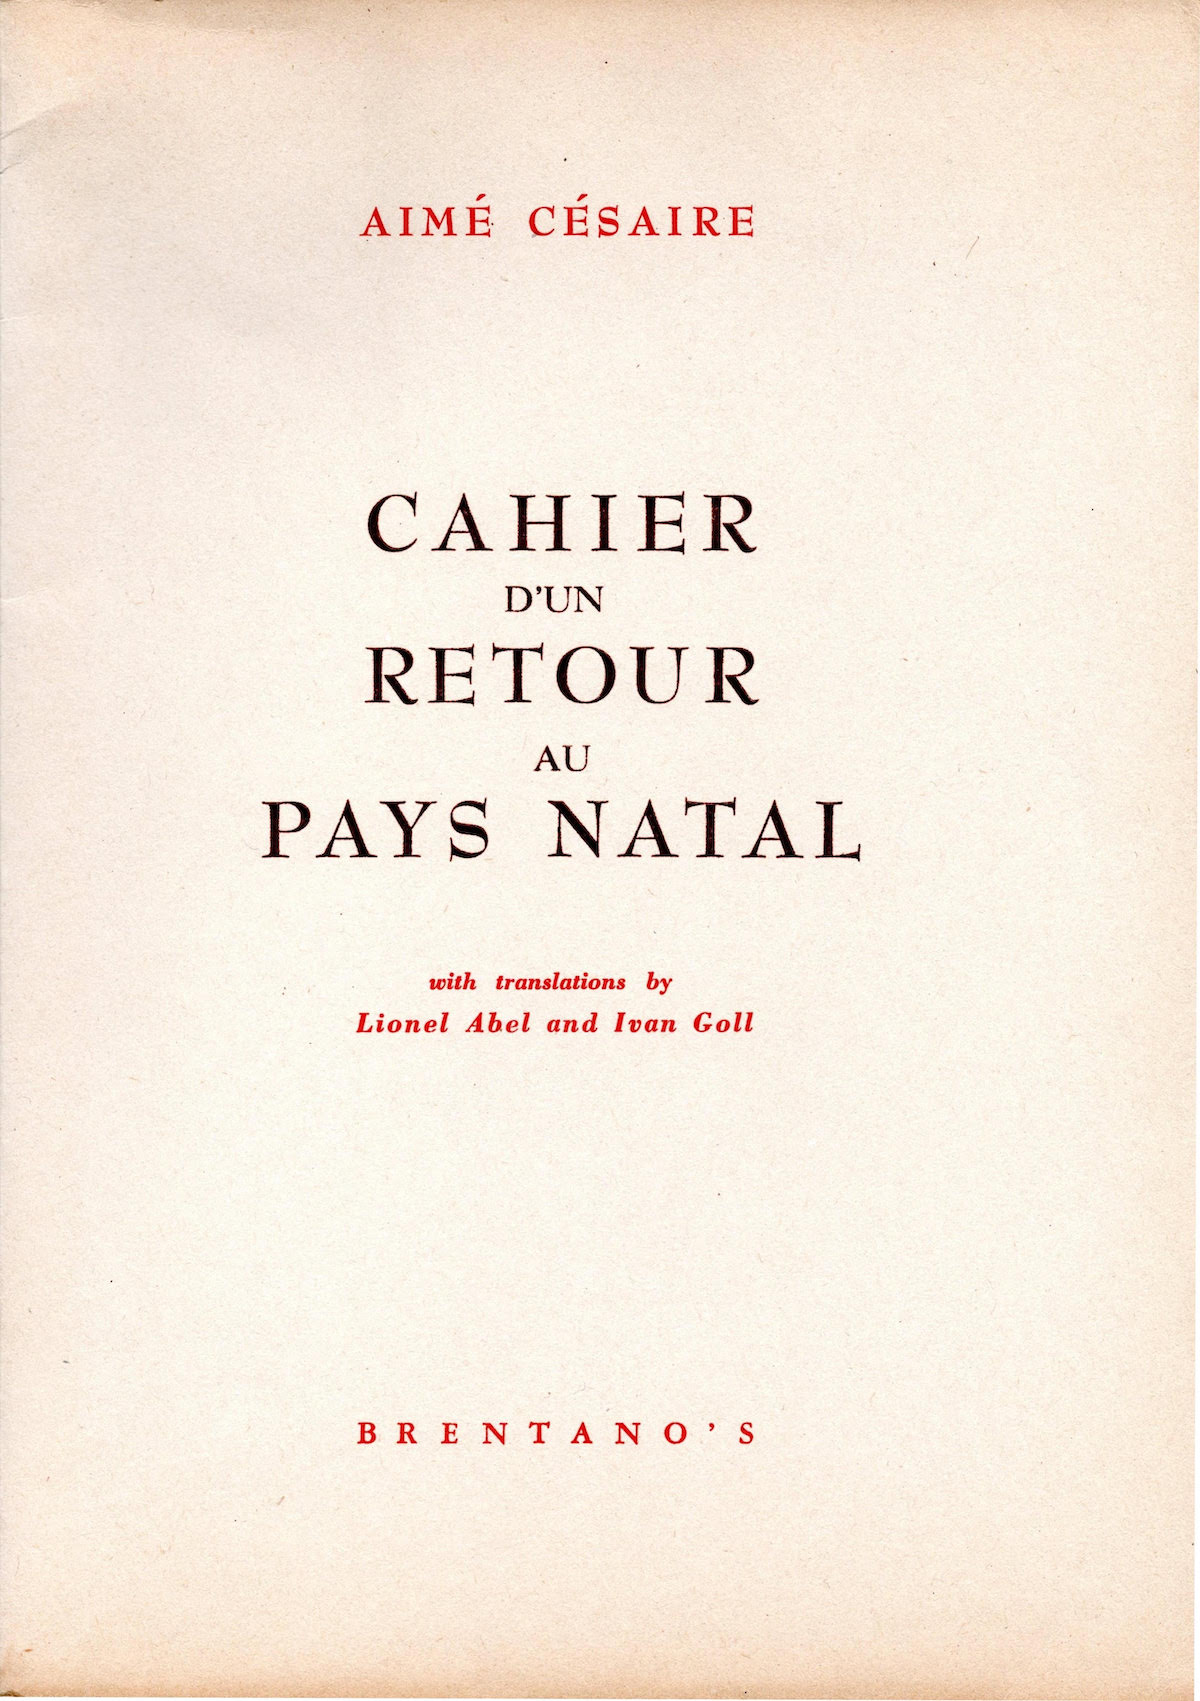 AIMÉ CÉSAIRE
CAHIER
D'UN
RETOUR
AU
PAYS NATAL
with translations by
Lionel Abel and Ivan Goll
BRENTANO'S